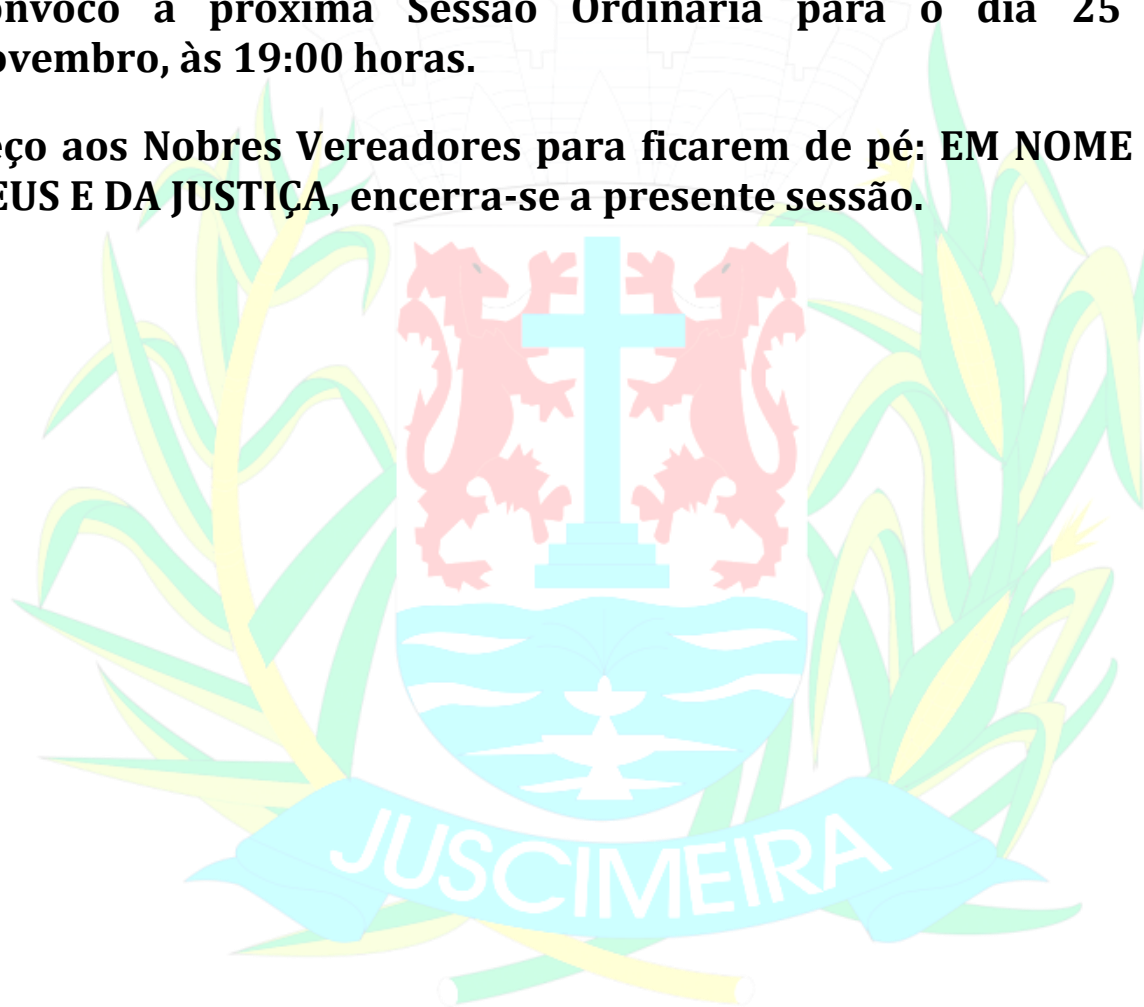 onvoco a próxima Sessão Ordinária para o dia 25
ovembro, às 19:00 horas.
eço aos Nobres Vereadores para ficarem de pé: EM NOME
EUS E DA JUSTIÇA, encerra-se a presente sessão.
JUSCIMEIRA